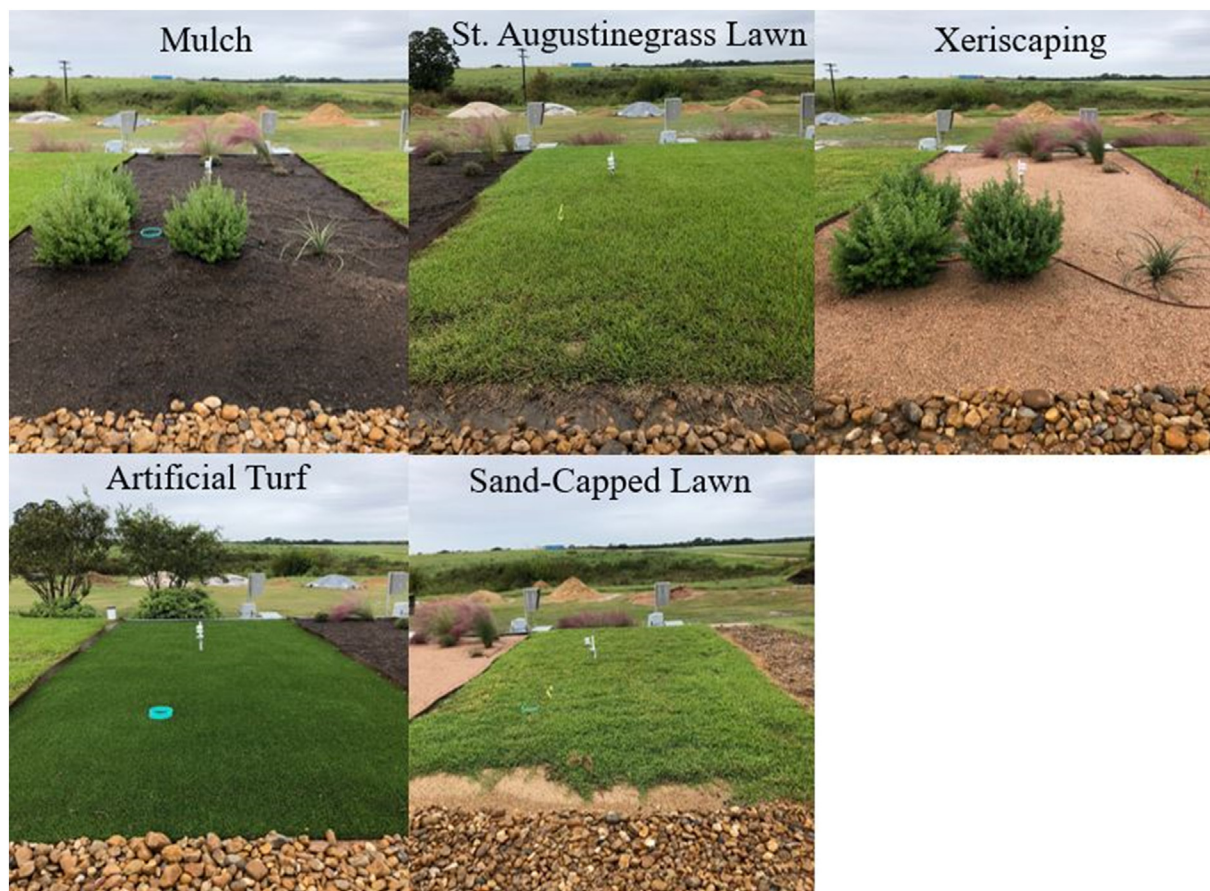 Mulch
St. Augustinegrass Lawn
Xeriscaping
Artificial Turf
Sand-Capped Lawn